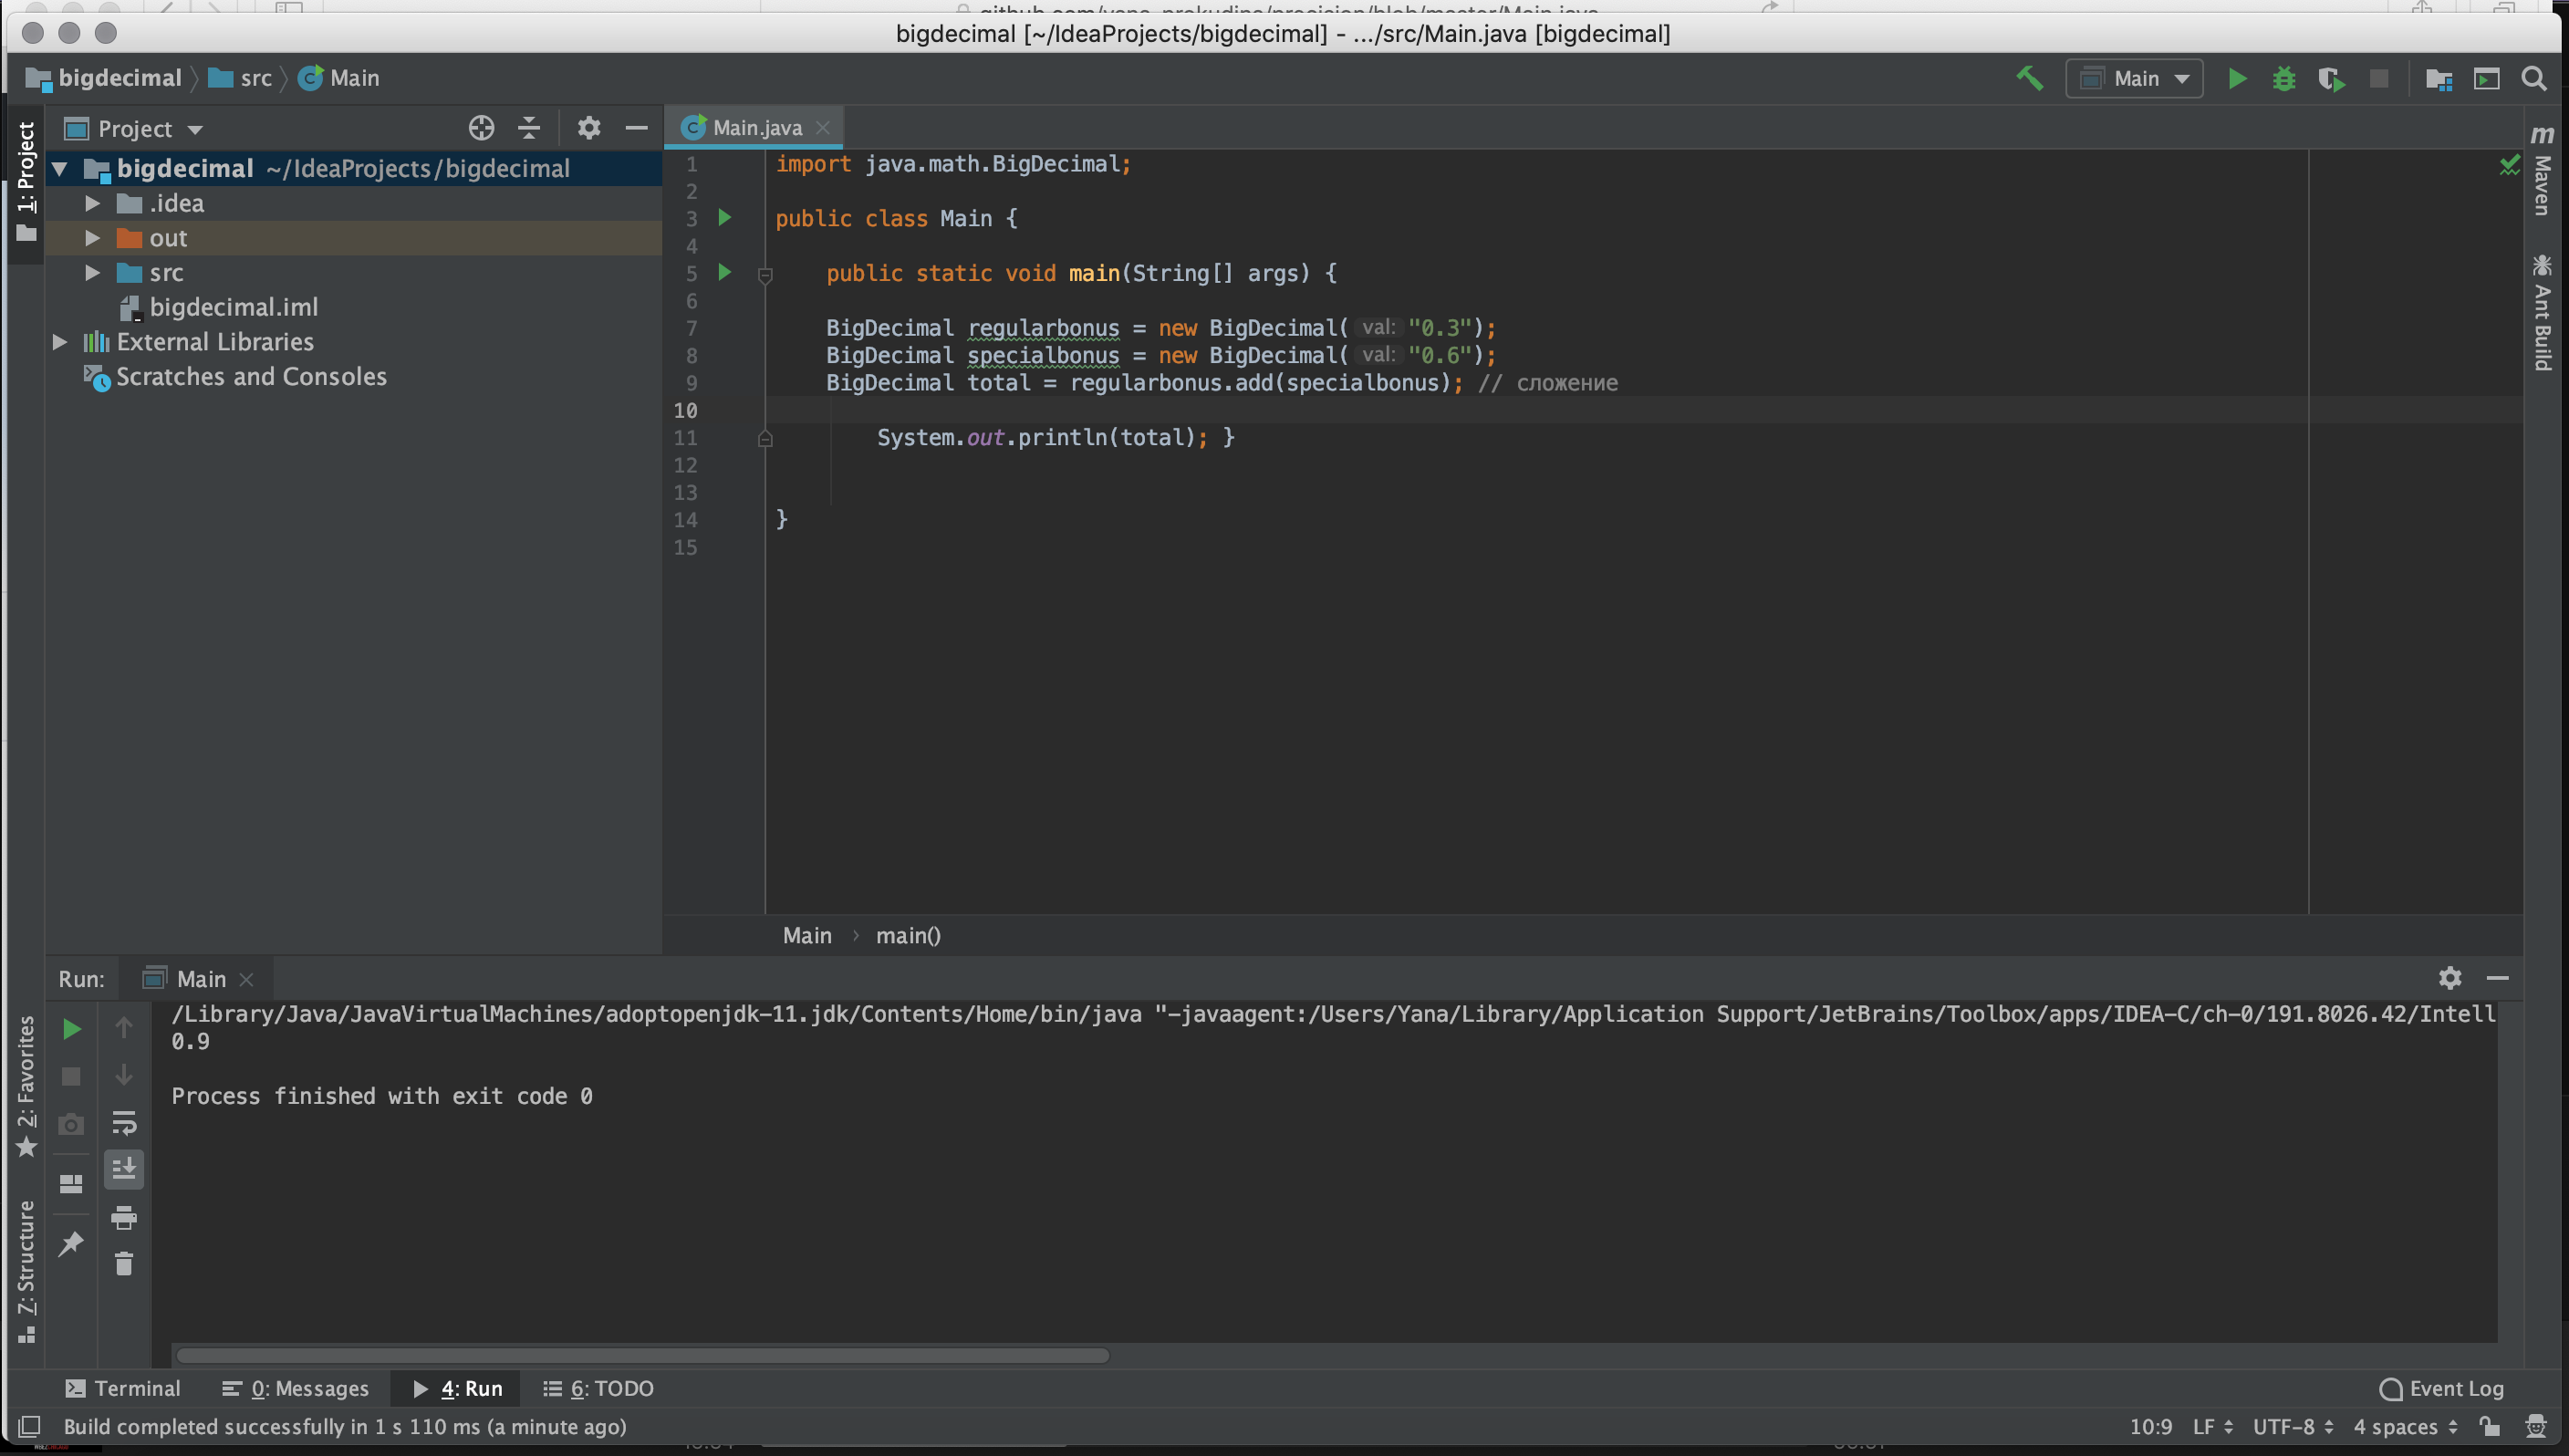 bigdecimal [~/IdeaProjects/bigdecimal] - .../src/Main.java [bigdecimal]
bigdecimal src Main
Main
1: Project
Project
bigdecimal ~/IdeaProjects/bigdecimal
.idea
out
src
bigdecimal.iml
External Libraries
Scratches and Consoles
Main.java
1 import java.math.BigDecimal;
2
3 public class Main {
4
5 public static void main(String[] args) {
6
7 BigDecimal regularbonus = new BigDecimal( val: "0.3");
8 BigDecimal specialbonus = new BigDecimal( val: "0.6");
9 BigDecimal total = regularbonus.add(specialbonus); // сложение
10
11 System.out.println(total); }
12
13
14 }
15
Main main()
Maven
Ant Build
Run: Main
/Library/Java/JavaVirtualMachines/adoptopenjdk-11.jdk/Contents/Home/bin/java "-javaagent:/Users/Yana/Library/Application Support/JetBrains/Toolbox/apps/IDEA-C/ch-0/191.8026.42/Intell
0.9
Process finished with exit code 0
2: Favorites
7: Structure
Terminal 0: Messages 4: Run 6: TODO Event Log
Build completed successfully in 1 s 110 ms (a minute ago) 10:9 LF UTF-8 4 spaces